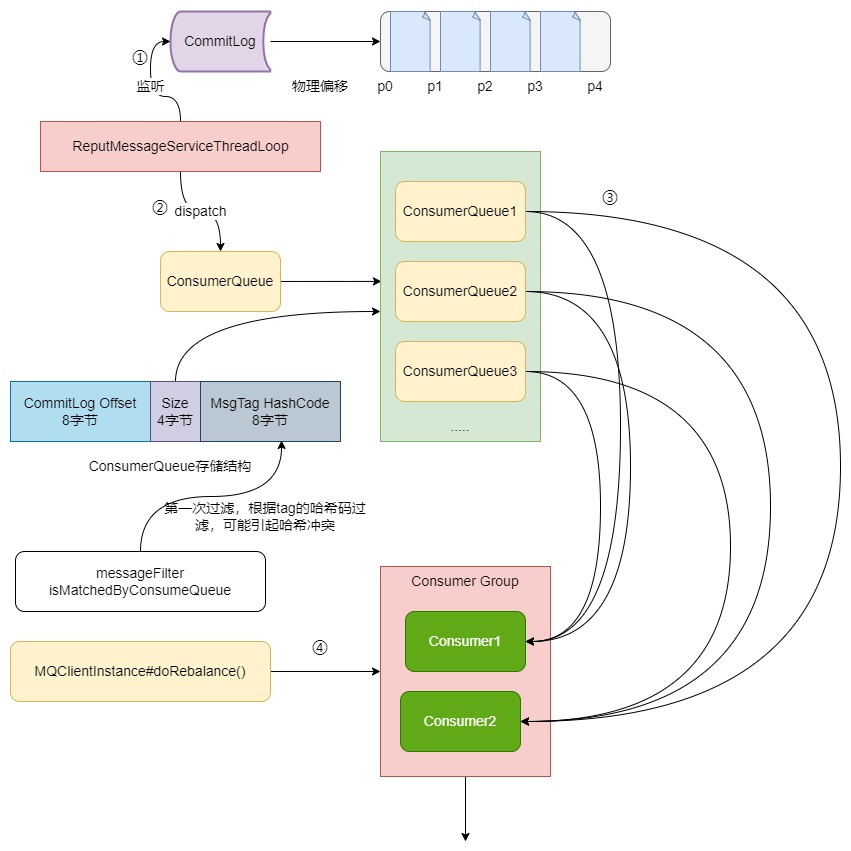 CommitLog
①
监听
物理偏移
p0
p1
p2
p3
p4
ReputMessageServiceThreadLoop
②
dispatch
③
ConsumerQueue1
ConsumerQueue
ConsumerQueue2
ConsumerQueue3
.....
CommitLog Offset
8字节
Size
4字节
MsgTag HashCode
8字节
ConsumerQueue存储结构
第一次过滤，根据tag的哈希码过
滤，可能引起哈希冲突
messageFilter
isMatchedByConsumeQueue
Consumer Group
Consumer1
MQClientInstance#doRebalance()
④
Consumer2